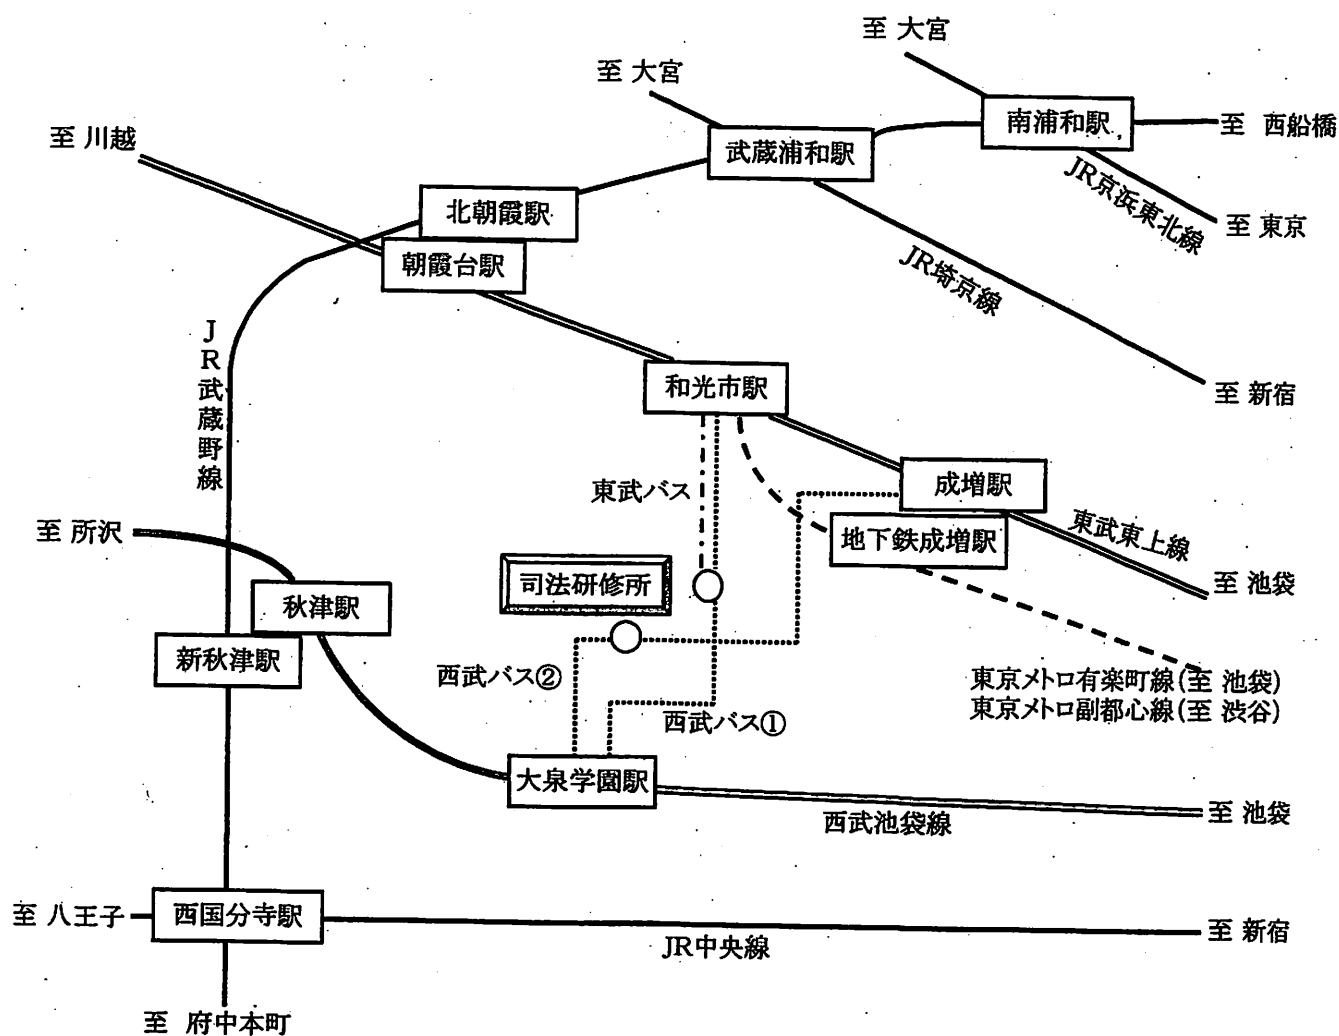 至 大宮
至 大宮
南浦和駅
至 西船橋
至 川越
武蔵浦和駅
JR京浜東北線
至 東京
北朝霞駅
朝霞台駅
JR埼京線
JR武蔵野線
和光市駅
至 新宿
成増駅
東武バス
地下鉄成増駅
東武東上線
至 所沢
司法研修所
至 池袋
秋津駅
新秋津駅
西武バス②
東京メトロ有楽町線(至 池袋)
東京メトロ副都心線(至 渋谷)
西武バス①
大泉学園駅
西武池袋線
至 池袋
至 八王子
西国分寺駅
JR中央線
至 新宿
至 府中本町